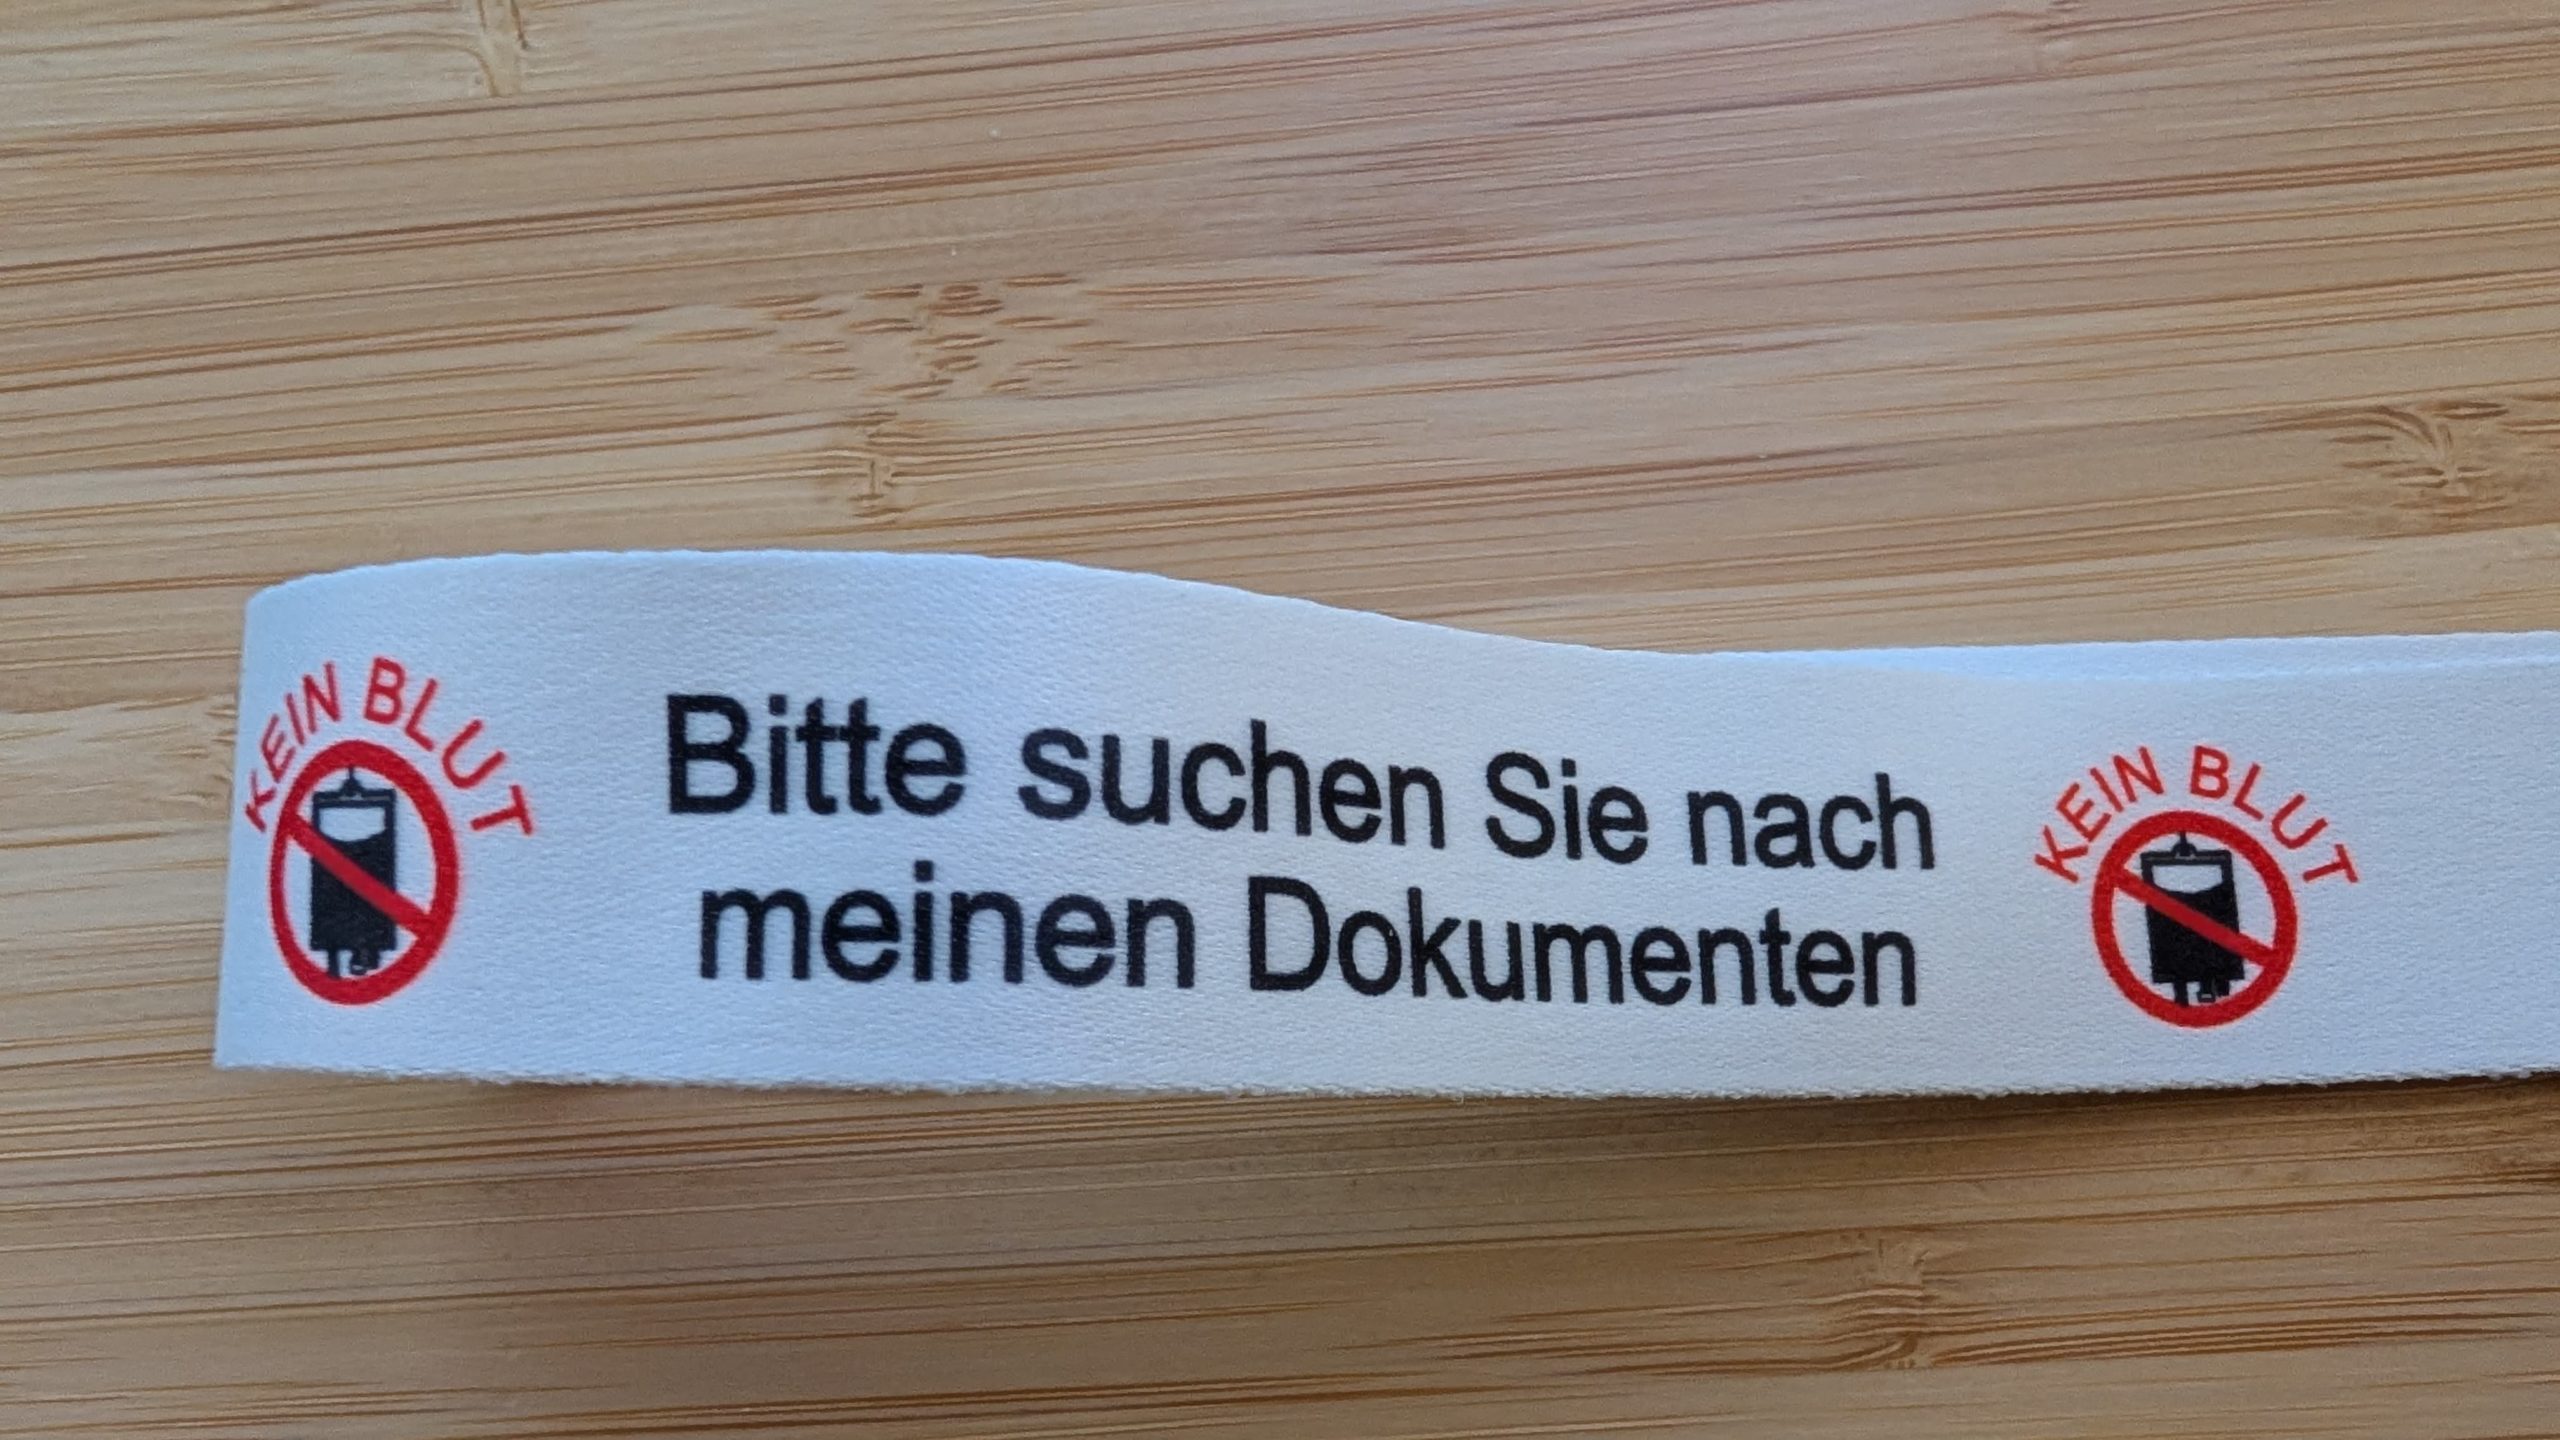 KEIN BLUT
Bitte suchen Sie nach
meinen Dokumenten
KEIN BLUT